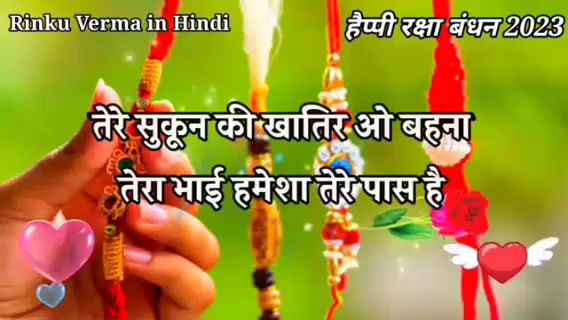 Rinku Verma in Hindi
हैप्पी रक्षा बंधन 2023
तेरे सुकून की खातिर ओ बहना
तेरा भाई हमेशा तेरे पास है